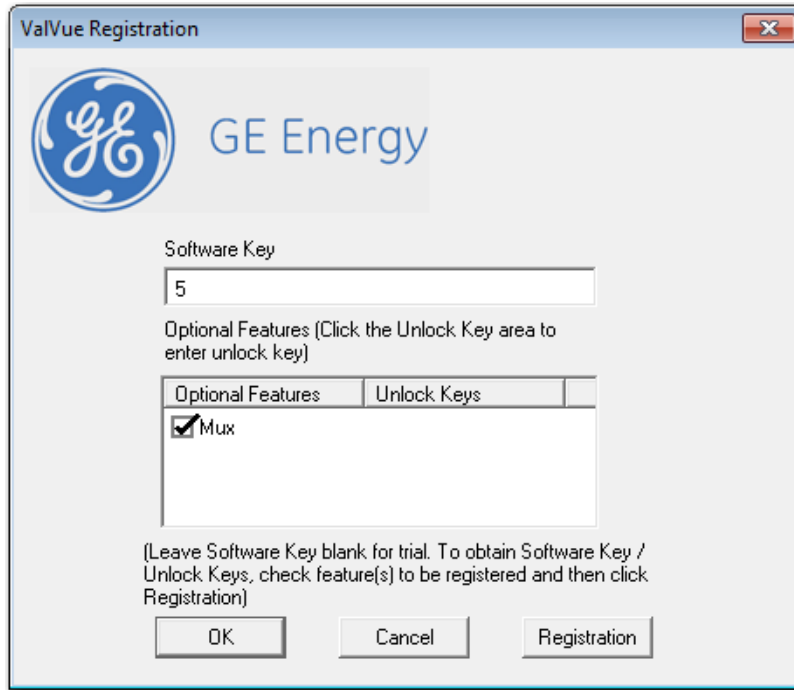 ValVue Registration
GE
GE Energy
Software Key
5
Optional Features (Click the Unlock Key area to
enter unlock key)
Optional Features Unlock Keys
Mux
(Leave Software Key blank for trial. To obtain Software Key /
Unlock Keys, check feature(s) to be registered and then click
Registration)
OK Cancel Registration